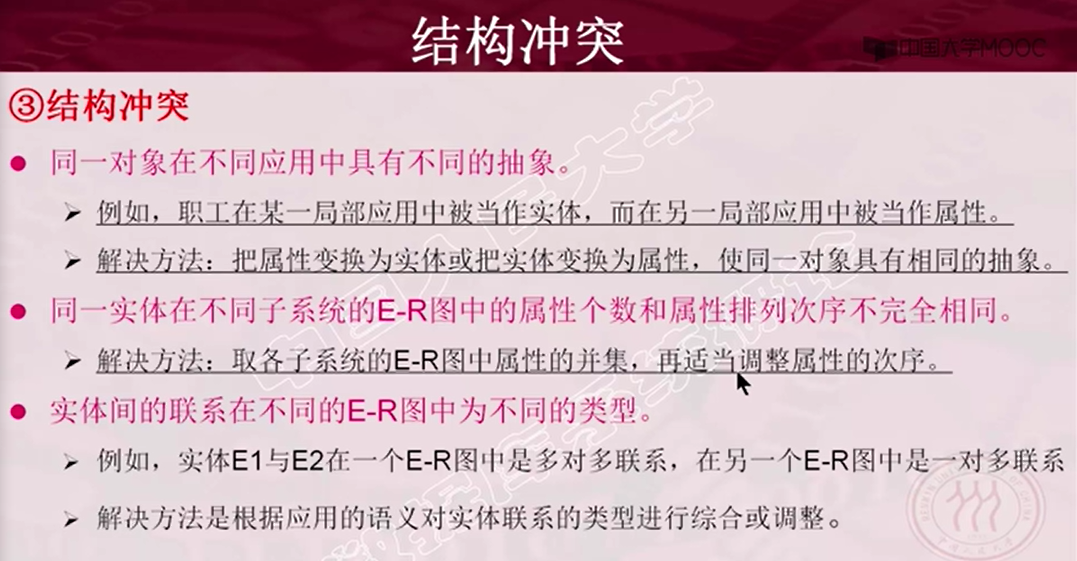 结构冲突
中国大学MOOC
③结构冲突
● 同一对象在不同应用中具有不同的抽象。
➢ 例如，职工在某一局部应用中被当作实体，而在另一局部应用中被当作属性。
➢ 解决方法：把属性变换为实体或把实体变换为属性，使同一对象具有相同的抽象。
● 同一实体在不同子系统的E-R图中的属性个数和属性排列次序不完全相同。
➢ 解决方法：取各子系统的E-R图中属性的并集，再适当调整属性的次序。
● 实体间的联系在不同的E-R图中为不同的类型。
➢ 例如，实体E1与E2在一个E-R图中是多对多联系，在另一个E-R图中是一对多联系
➢ 解决方法是根据应用的语义对实体联系的类型进行综合或调整。
中国人民大学